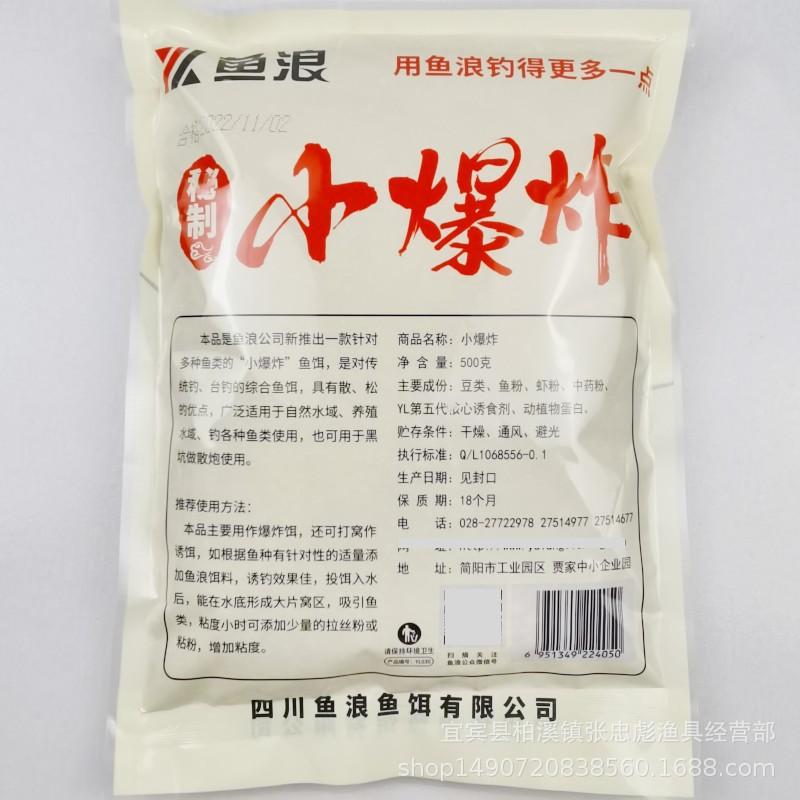 鱼浪
用鱼浪钓得更多一点
合格2022/11/02
秘制
小爆炸
本品是鱼浪公司新推出一款针对
多种鱼类的“小爆炸”鱼饵，是对传
统钓、台钓的综合鱼饵，具有散、松
的优点，广泛适用于自然水域、养殖
水域、钓各种鱼类使用，也可用于黑
坑做散炮使用。
推荐使用方法：
本品主要用作爆炸饵，还可打窝作
诱饵，如根据鱼种有针对性的适量添
加鱼浪饵料，诱钓效果佳，投饵入水
后，能在水底形成大片窝区，吸引鱼
类，粘度小时可添加少量的拉丝粉或
粘粉，增加粘度。
商品名称：小爆炸
净含量：500克
主要成份：豆类、鱼粉、虾粉、中药粉、
YL第五代 心诱食剂、动植物蛋白。
贮存条件：干燥、通风、避光
执行标准：Q/L1068556-0.1
生产日期：见封口
保质期：18个月
电话：028-27722978 27514977 27514677
地址：简阳市工业园区 贾家中小企业园
请保持环境卫生
产品编号：
扫描关注
鱼浪公众微信号
6 951349 224050
四川鱼浪鱼饵有限公司
宜宾县柏溪镇张忠彪渔具经营部
shop1490720838560.1688.com